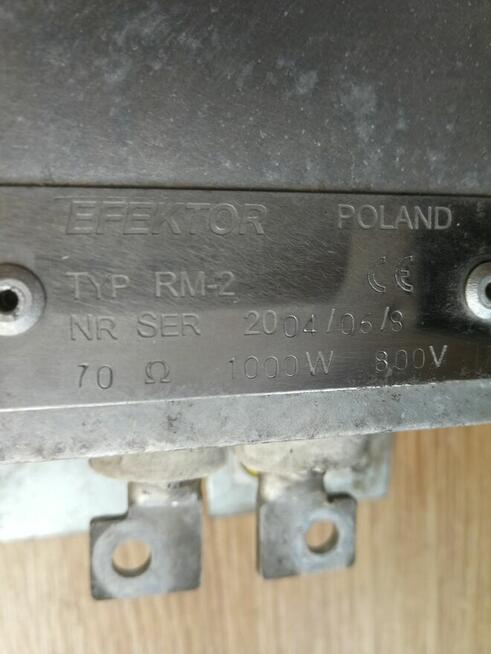 EFEKTOR POLAND
TYP RM-2 CE
NR SER 2004/06/8
70 Ω 1000W 800V